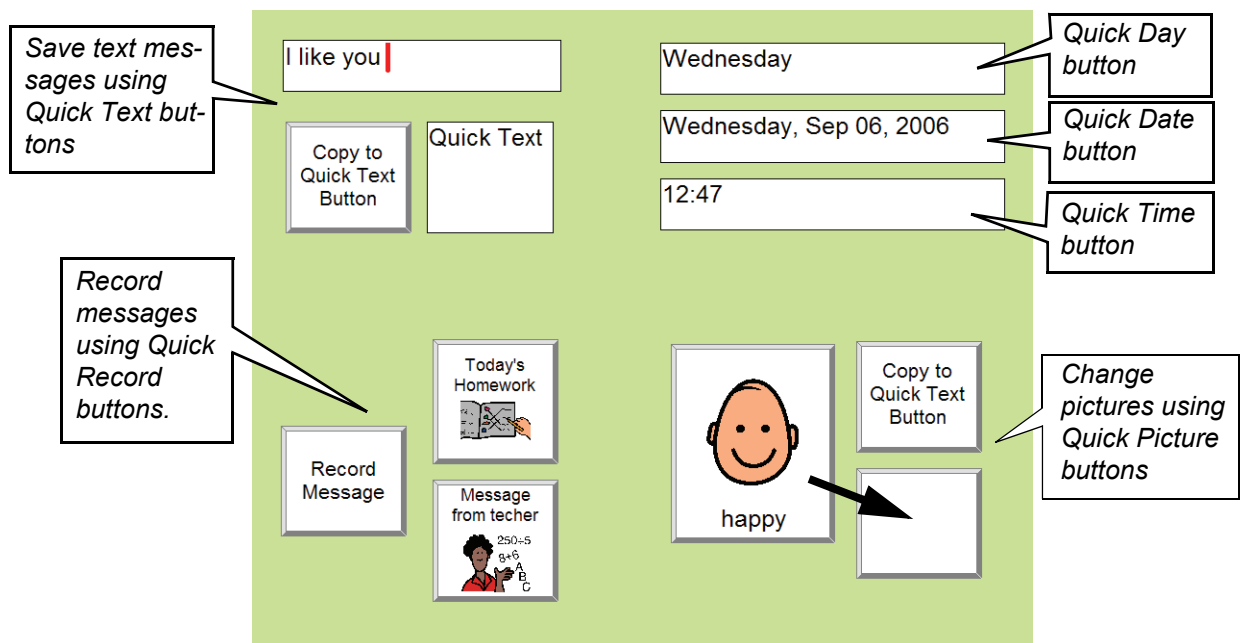 Save text mes-
sages using
Quick Text but-
tons
I like you
Copy to
Quick Text
Button
Quick Text
Wednesday
Wednesday, Sep 06, 2006
12:47
Quick Day
button
Quick Date
button
Quick Time
button
Record
messages
using Quick
Record
buttons.
Record
Message
Today's
Homework
Message
from techer
250÷5
8+6
A
B
C
happy
Copy to
Quick Text
Button
Change
pictures using
Quick Picture
buttons